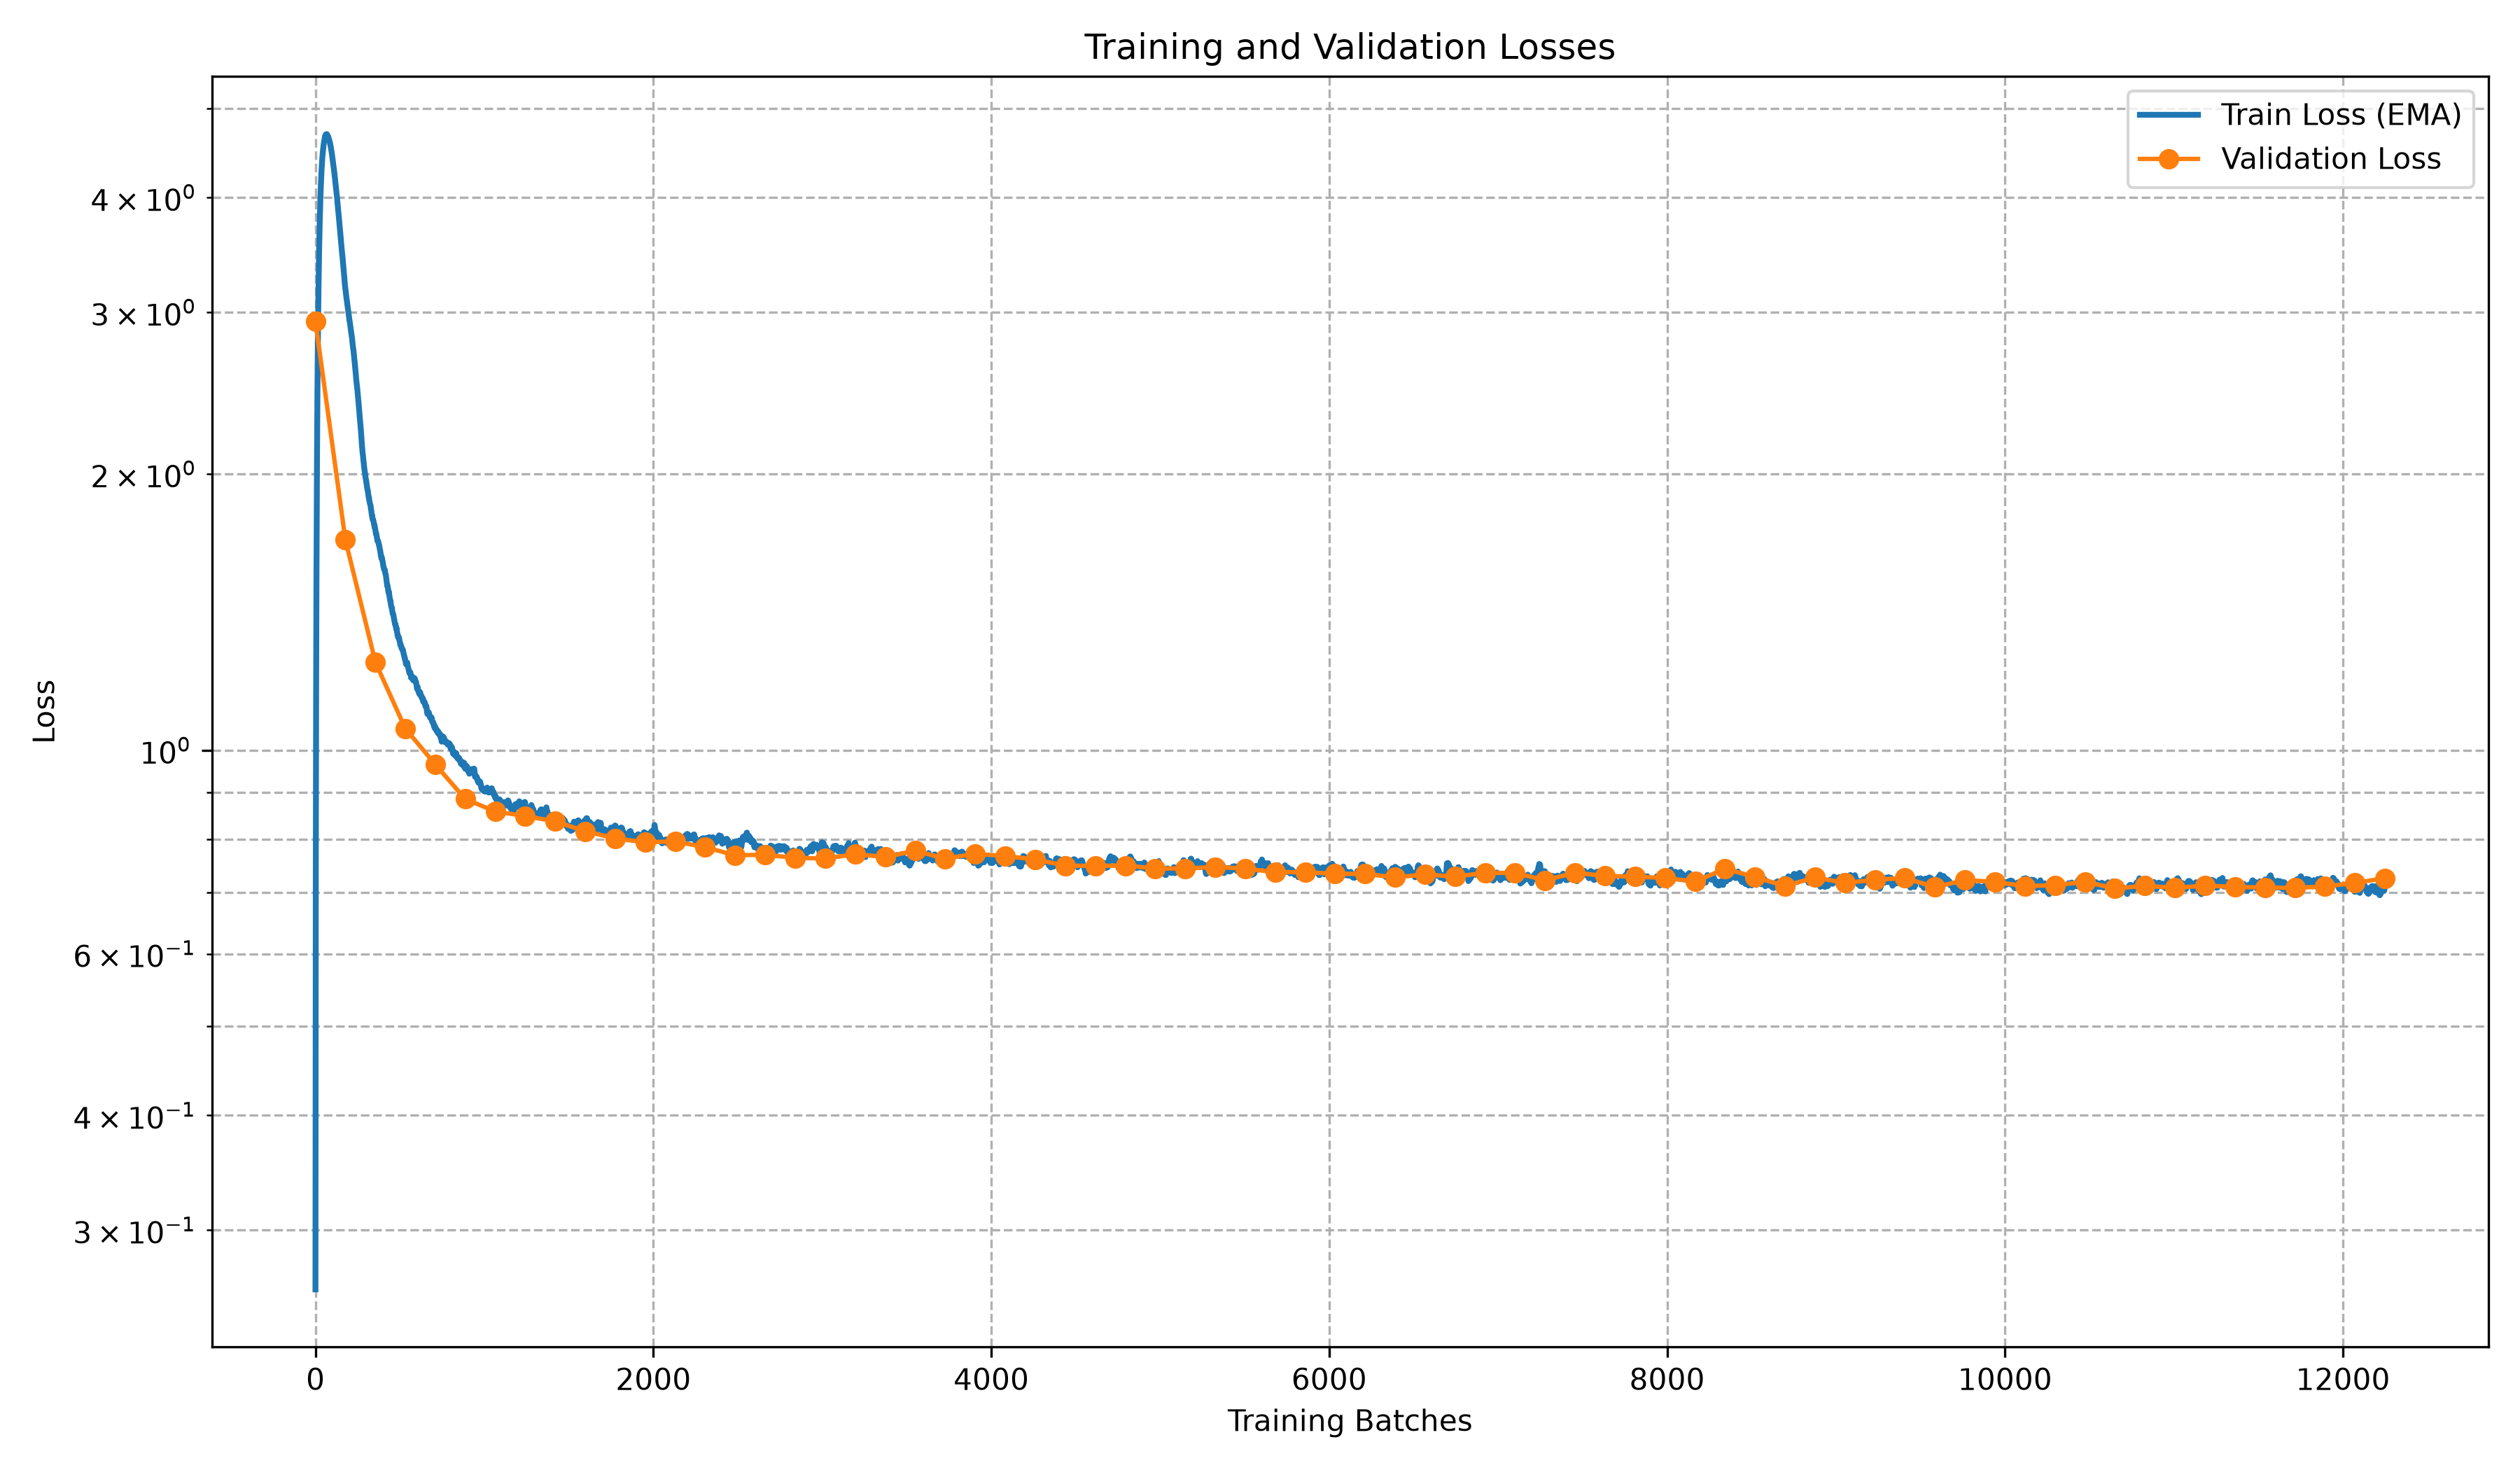 Training and Validation Losses
Train Loss (EMA)
Validation Loss
4 × 10⁰
3 × 10⁰
2 × 10⁰
10⁰
6 × 10⁻¹
4 × 10⁻¹
3 × 10⁻¹
Loss
0 2000 4000 6000 8000 10000 12000
Training Batches